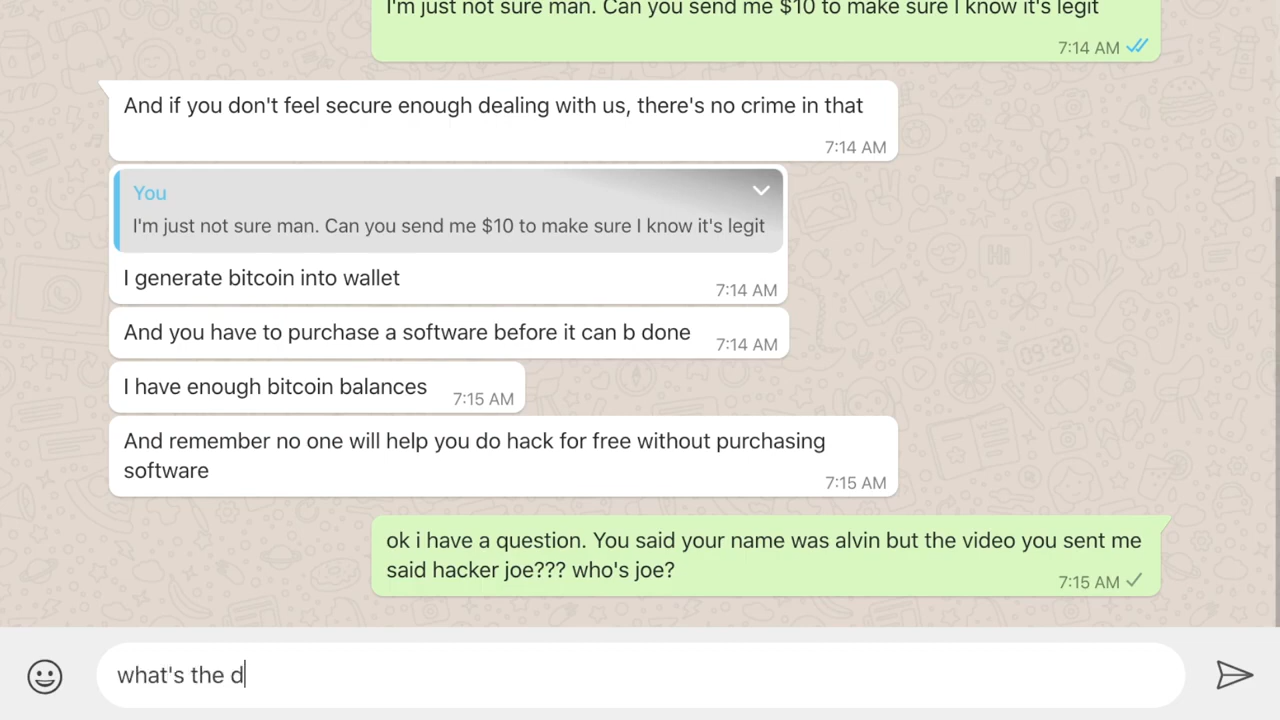 I'm just not sure man. Can you send me $10 to make sure I know it's legit
7:14 AM
And if you don't feel secure enough dealing with us, there's no crime in that
7:14 AM
You
I'm just not sure man. Can you send me $10 to make sure I know it's legit
I generate bitcoin into wallet
7:14 AM
And you have to purchase a software before it can b done
7:14 AM
I have enough bitcoin balances
7:15 AM
And remember no one will help you do hack for free without purchasing
software
7:15 AM
ok i have a question. You said your name was alvin but the video you sent me
said hacker joe??? who's joe?
7:15 AM
what's the d